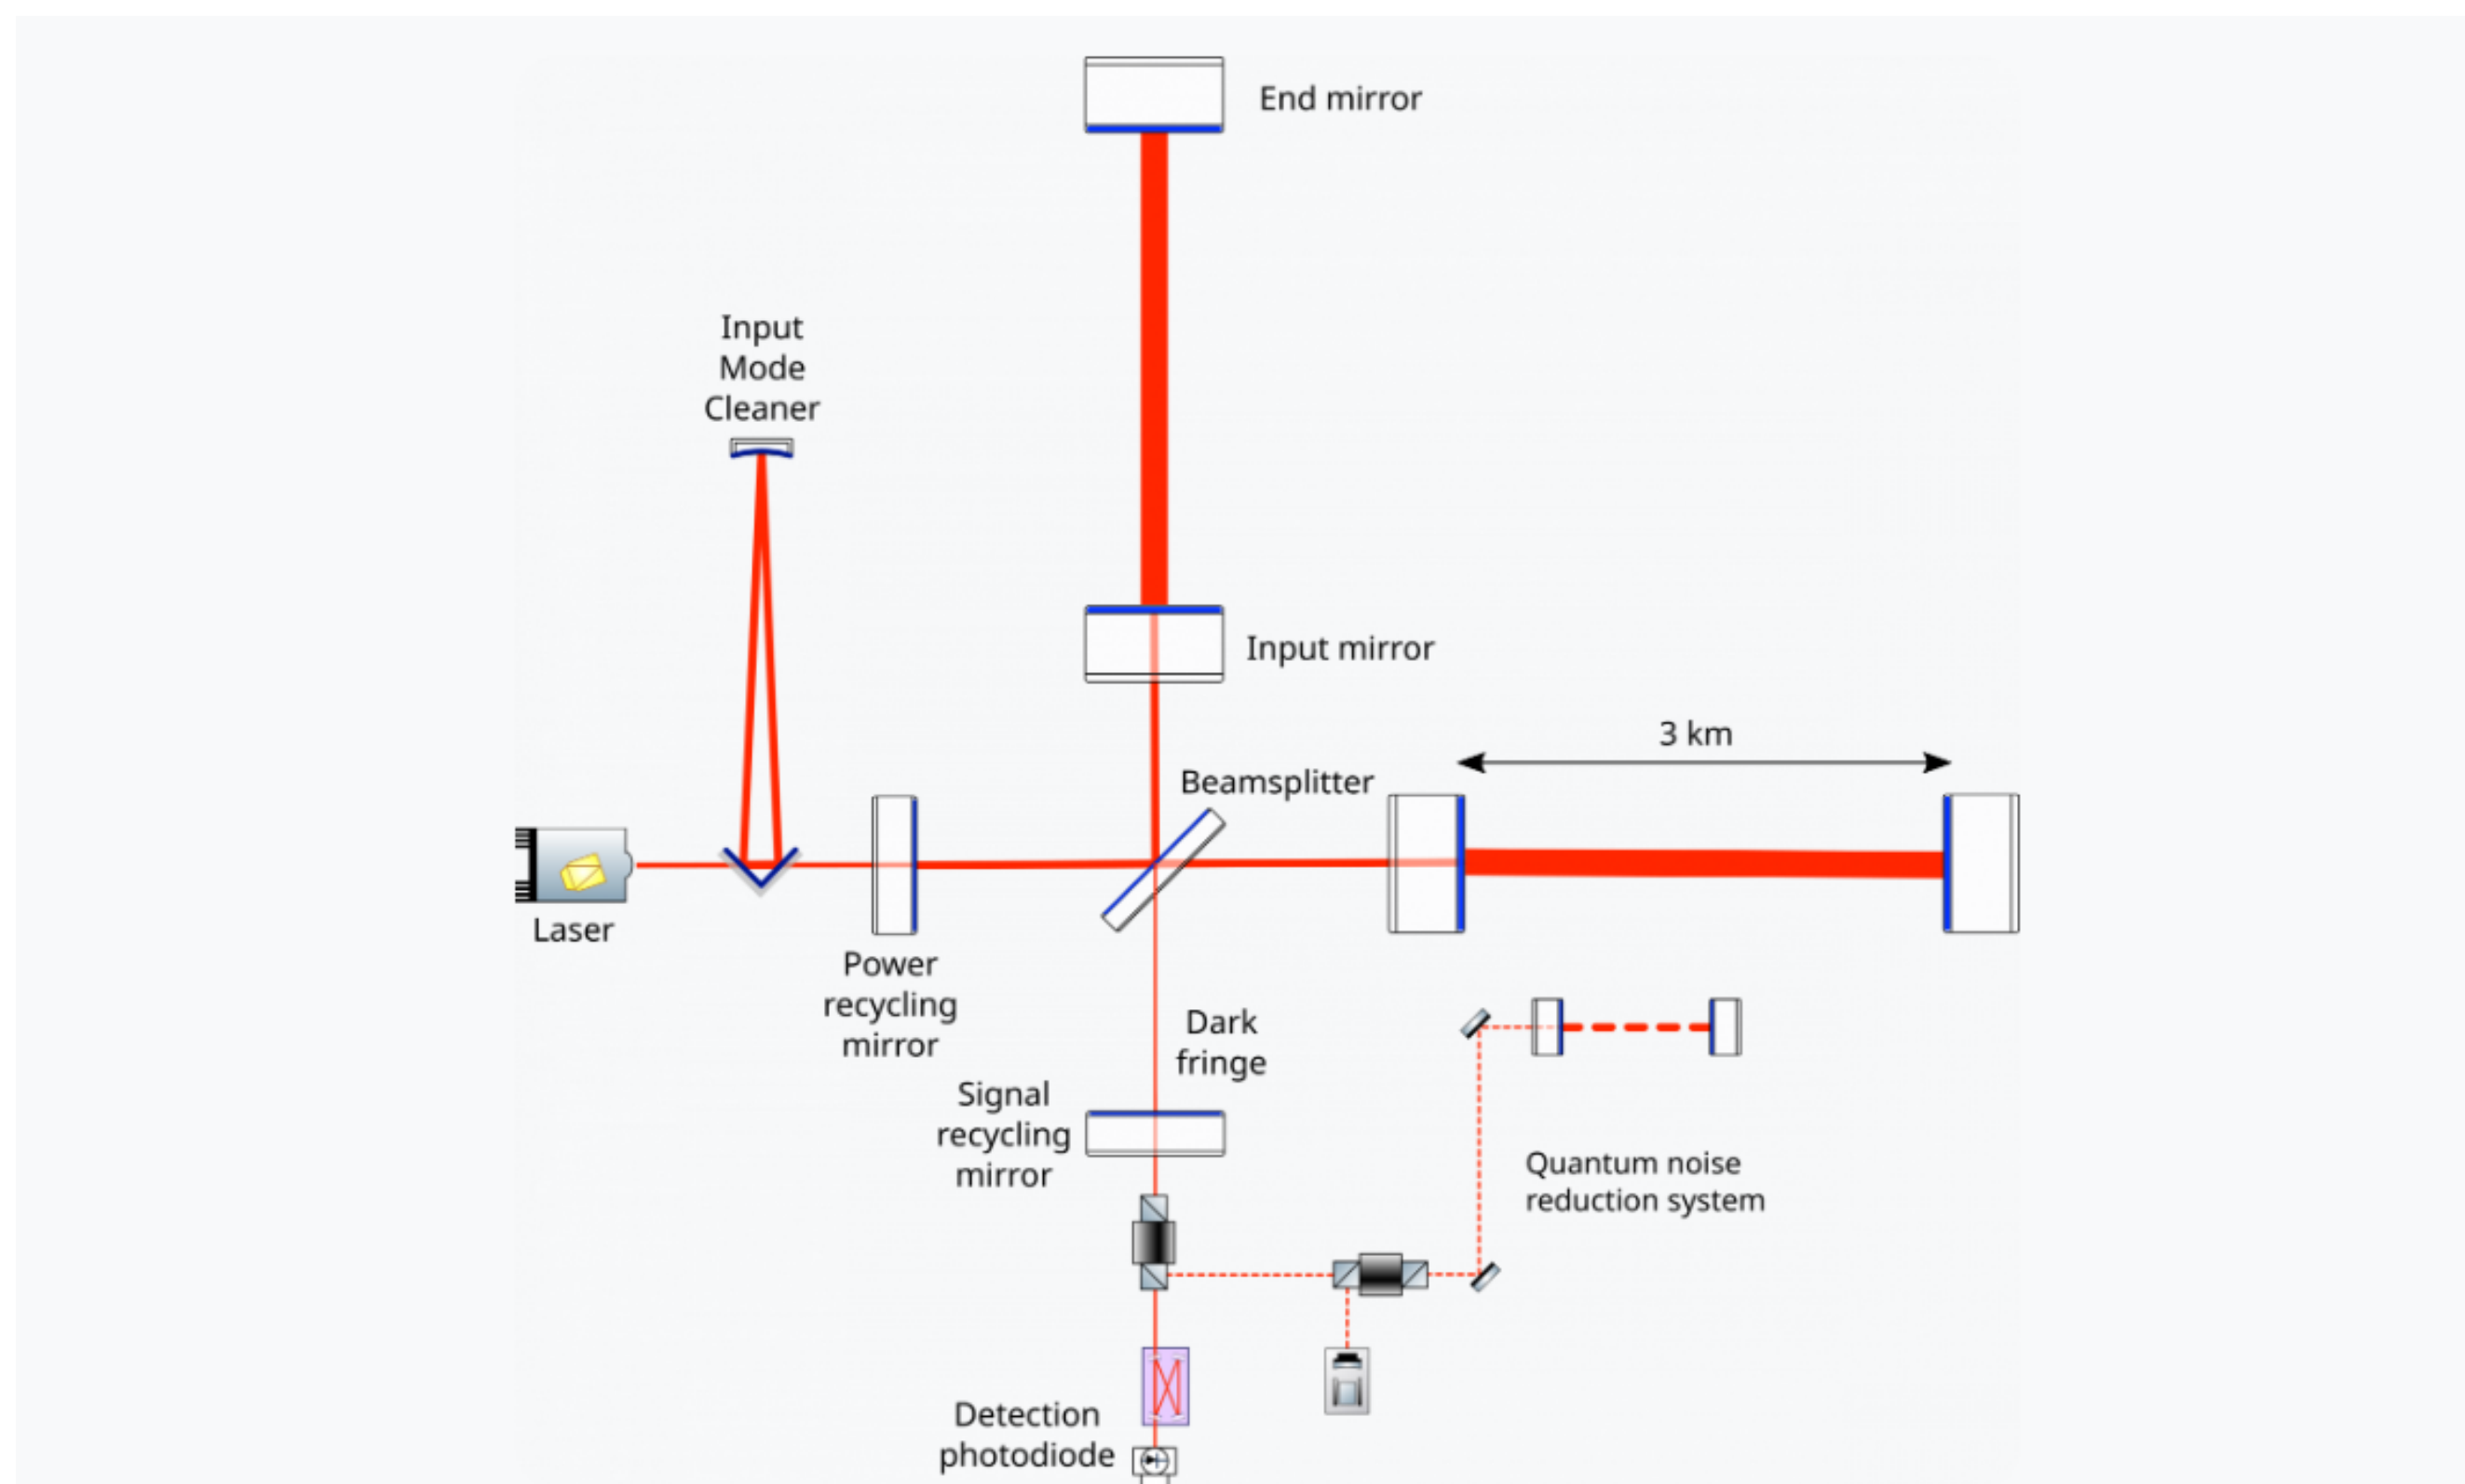 End mirror
Input
Mode
Cleaner
Input mirror
3 km
Beamsplitter
Laser
Power
recycling
mirror
Dark
fringe
Signal
recycling
mirror
Quantum noise
reduction system
Detection
photodiode